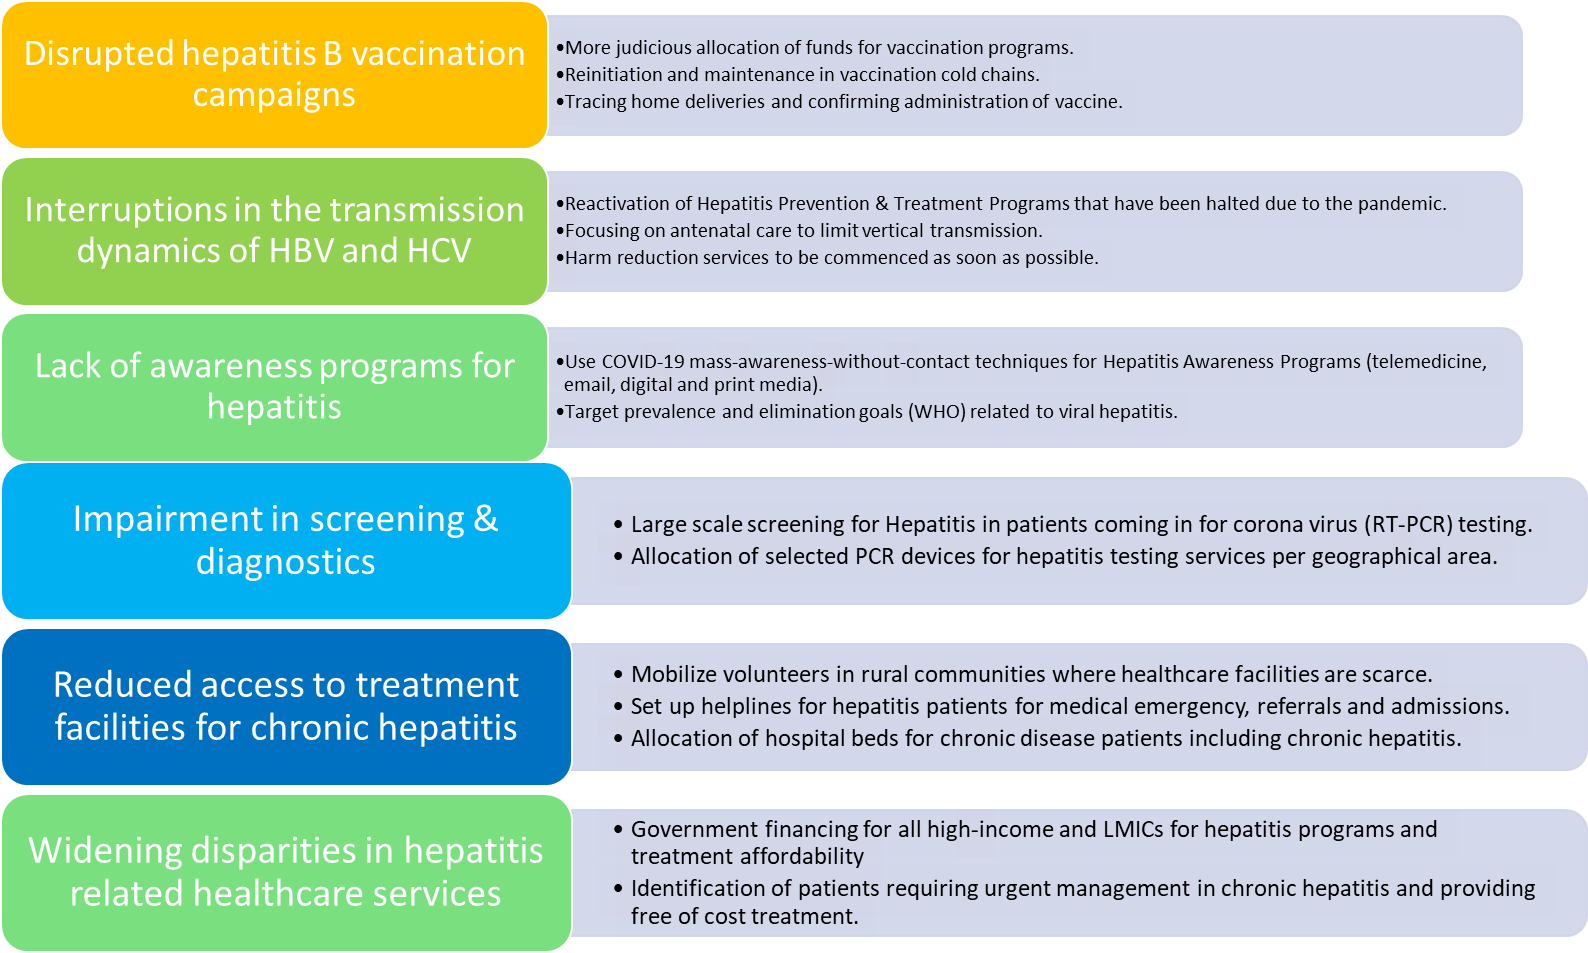 Disrupted hepatitis B vaccination
campaigns
•More judicious allocation of funds for vaccination programs.
•Reinitiation and maintenance in vaccination cold chains.
•Tracing home deliveries and confirming administration of vaccine.
Interruptions in the transmission
dynamics of HBV and HCV
•Reactivation of Hepatitis Prevention & Treatment Programs that have been halted due to the pandemic.
•Focusing on antenatal care to limit vertical transmission.
•Harm reduction services to be commenced as soon as possible.
Lack of awareness programs for
hepatitis
•Use COVID-19 mass-awareness-without-contact techniques for Hepatitis Awareness Programs (telemedicine,
email, digital and print media).
•Target prevalence and elimination goals (WHO) related to viral hepatitis.
Impairment in screening &
diagnostics
• Large scale screening for Hepatitis in patients coming in for corona virus (RT-PCR) testing.
• Allocation of selected PCR devices for hepatitis testing services per geographical area.
Reduced access to treatment
facilities for chronic hepatitis
• Mobilize volunteers in rural communities where healthcare facilities are scarce.
• Set up helplines for hepatitis patients for medical emergency, referrals and admissions.
• Allocation of hospital beds for chronic disease patients including chronic hepatitis.
Widening disparities in hepatitis
related healthcare services
• Government financing for all high-income and LMICs for hepatitis programs and
treatment affordability
• Identification of patients requiring urgent management in chronic hepatitis and providing
free of cost treatment.